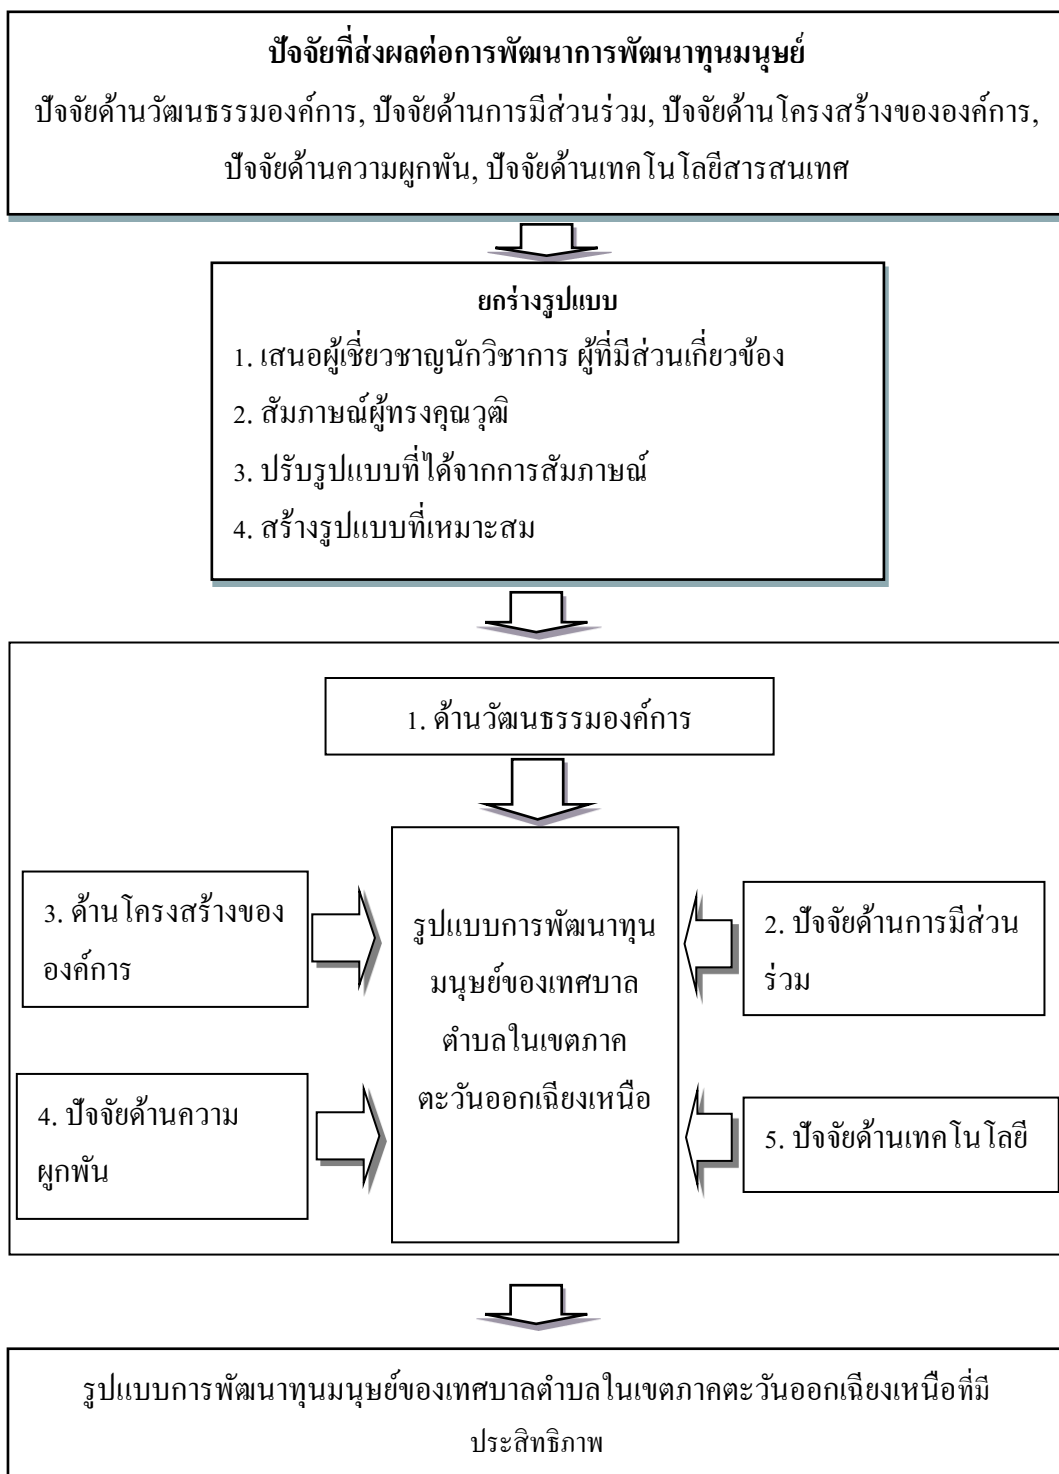 ปัจจัยที่ส่งผลต่อการพัฒนาการพัฒนาทุนมนุษย์
ปัจจัยด้านวัฒนธรรมองค์การ, ปัจจัยด้านการมีส่วนร่วม, ปัจจัยด้านโครงสร้างขององค์การ,
ปัจจัยด้านความผูกพัน, ปัจจัยด้านเทคโนโลยีสารสนเทศ
ยกร่างรูปแบบ
1. เสนอผู้เชี่ยวชาญนักวิชาการ ผู้ที่มีส่วนเกี่ยวข้อง
2. สัมภาษณ์ผู้ทรงคุณวุฒิ
3. ปรับรูปแบบที่ได้จากการสัมภาษณ์
4. สร้างรูปแบบที่เหมาะสม
1. ด้านวัฒนธรรมองค์การ
3. ด้านโครงสร้างของ
องค์การ
รูปแบบการพัฒนาทุน
มนุษย์ของเทศบาล
ตำบลในเขตภาค
ตะวันออกเฉียงเหนือ
2. ปัจจัยด้านการมีส่วน
ร่วม
4. ปัจจัยด้านความ
ผูกพัน
5. ปัจจัยด้านเทคโนโลยี
รูปแบบการพัฒนาทุนมนุษย์ของเทศบาลตำบลในเขตภาคตะวันออกเฉียงเหนือที่มี
ประสิทธิภาพ